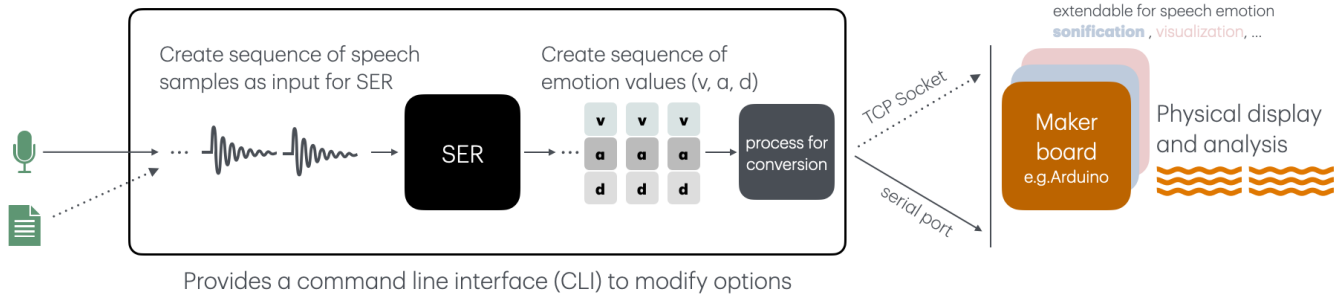 extendable for speech emotion
sonification , visualization, ...
Create sequence of speech
samples as input for SER
Create sequence of
emotion values (v, a, d)
TCP Socket
...
SER
...
v v v
a a a
d d d
process for
conversion
Maker
board
e.g.Arduino
Physical display
and analysis
serial port
Provides a command line interface (CLI) to modify options